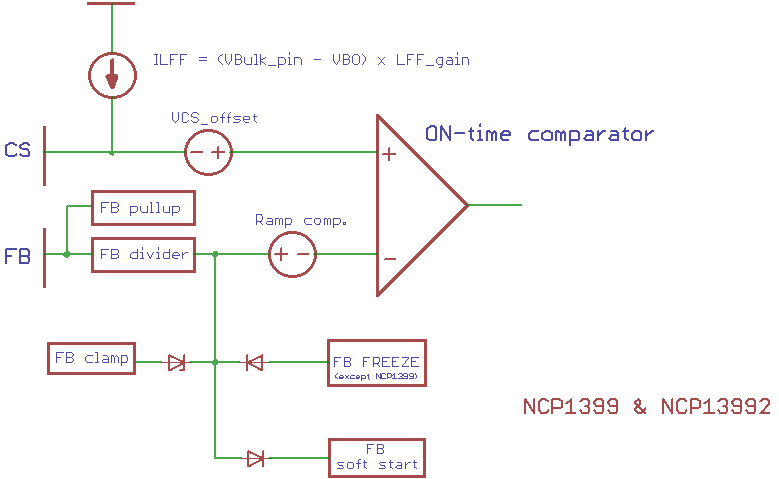 ILFF = (VBulk_pin - VBO) x LFF_gain
VCS_offset
ON-time comparator
CS
- +
+
FB pullup
Ramp comp.
FB
FB divider
+ -
-
FB clamp
FB FREEZE
(except NCP1399)
NCP1399 & NCP13992
FB
soft start